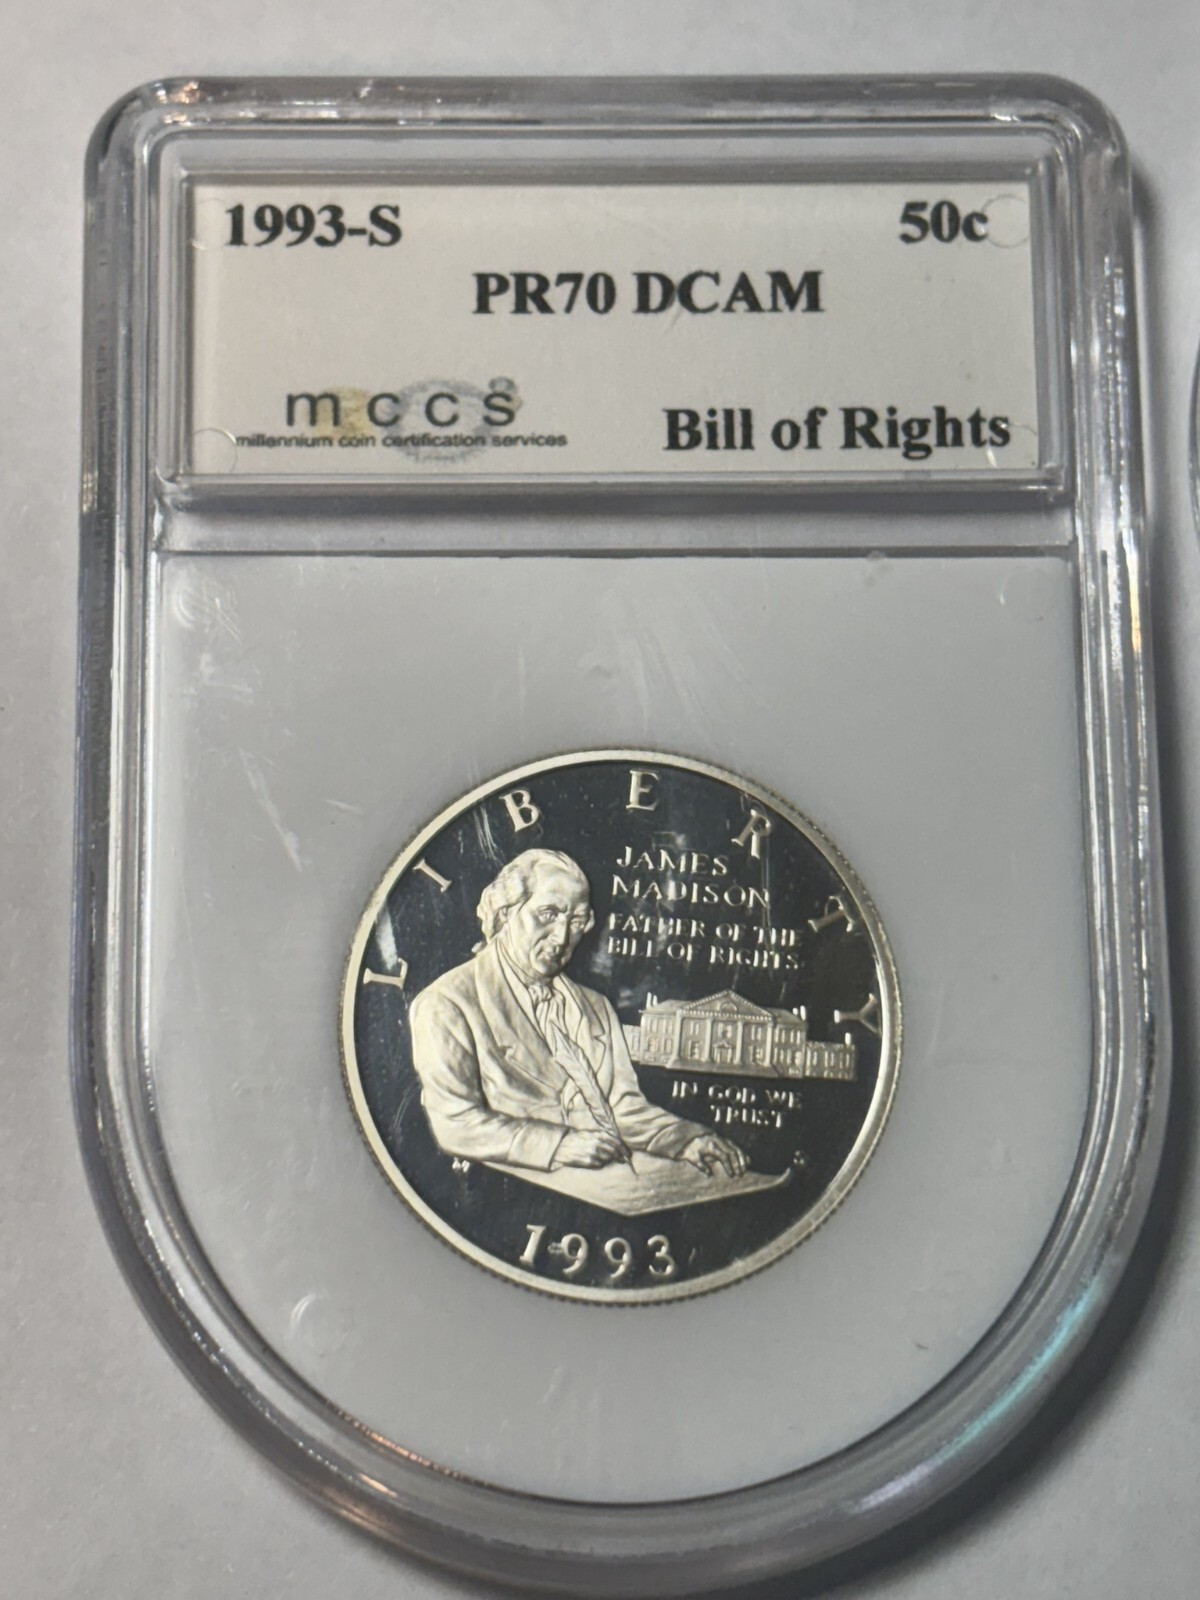 1993-S 50c
PR70 DCAM
mccs
millennium coin certification services
Bill of Rights
LIBERTY
JAMES
MADISON
FATHER OF THE
BILL OF RIGHTS
IN GOD WE
TRUST
M
S
1993